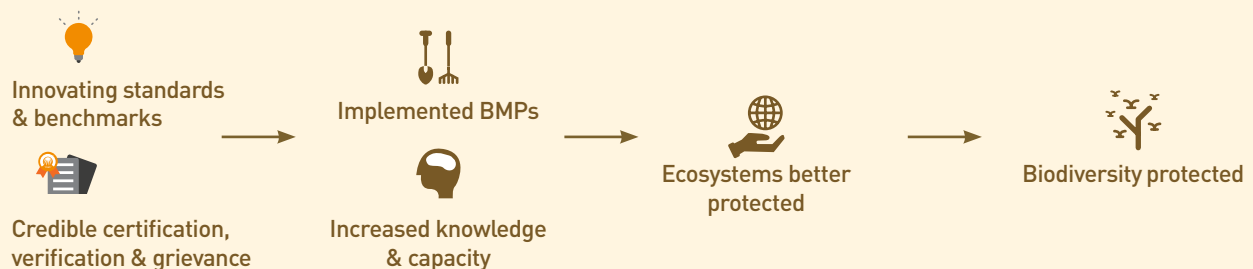 Innovating standards
& benchmarks
Credible certification,
verification & grievance
Implemented BMPs
Increased knowledge
& capacity
Ecosystems better
protected
Biodiversity protected